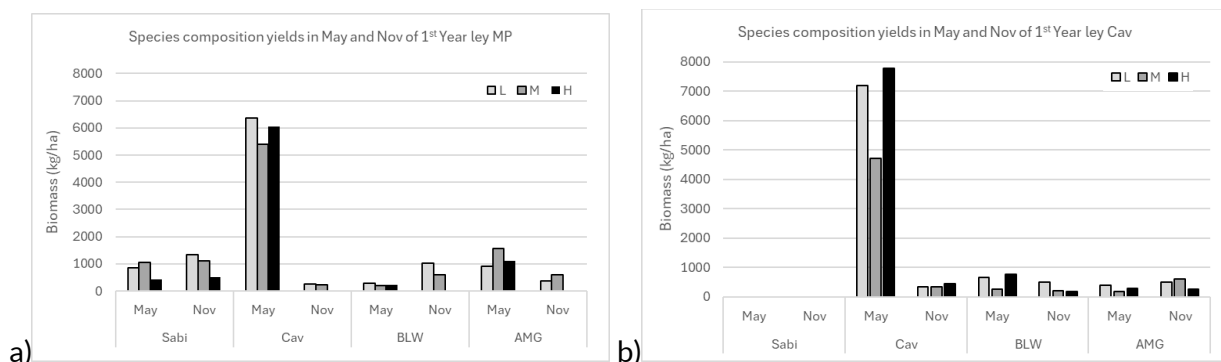 Species composition yields in May and Nov of 1st Year ley MP
L M H
Biomass (kg/ha)
8000
7000
6000
5000
4000
3000
2000
1000
0
May Nov May Nov May Nov May Nov
Sabi Cav BLW AMG
a)
Species composition yields in May and Nov of 1st Year ley Cav
L M H
Biomass (kg/ha)
8000
7000
6000
5000
4000
3000
2000
1000
0
May Nov May Nov May Nov May Nov
Sabi Cav BLW AMG
b)